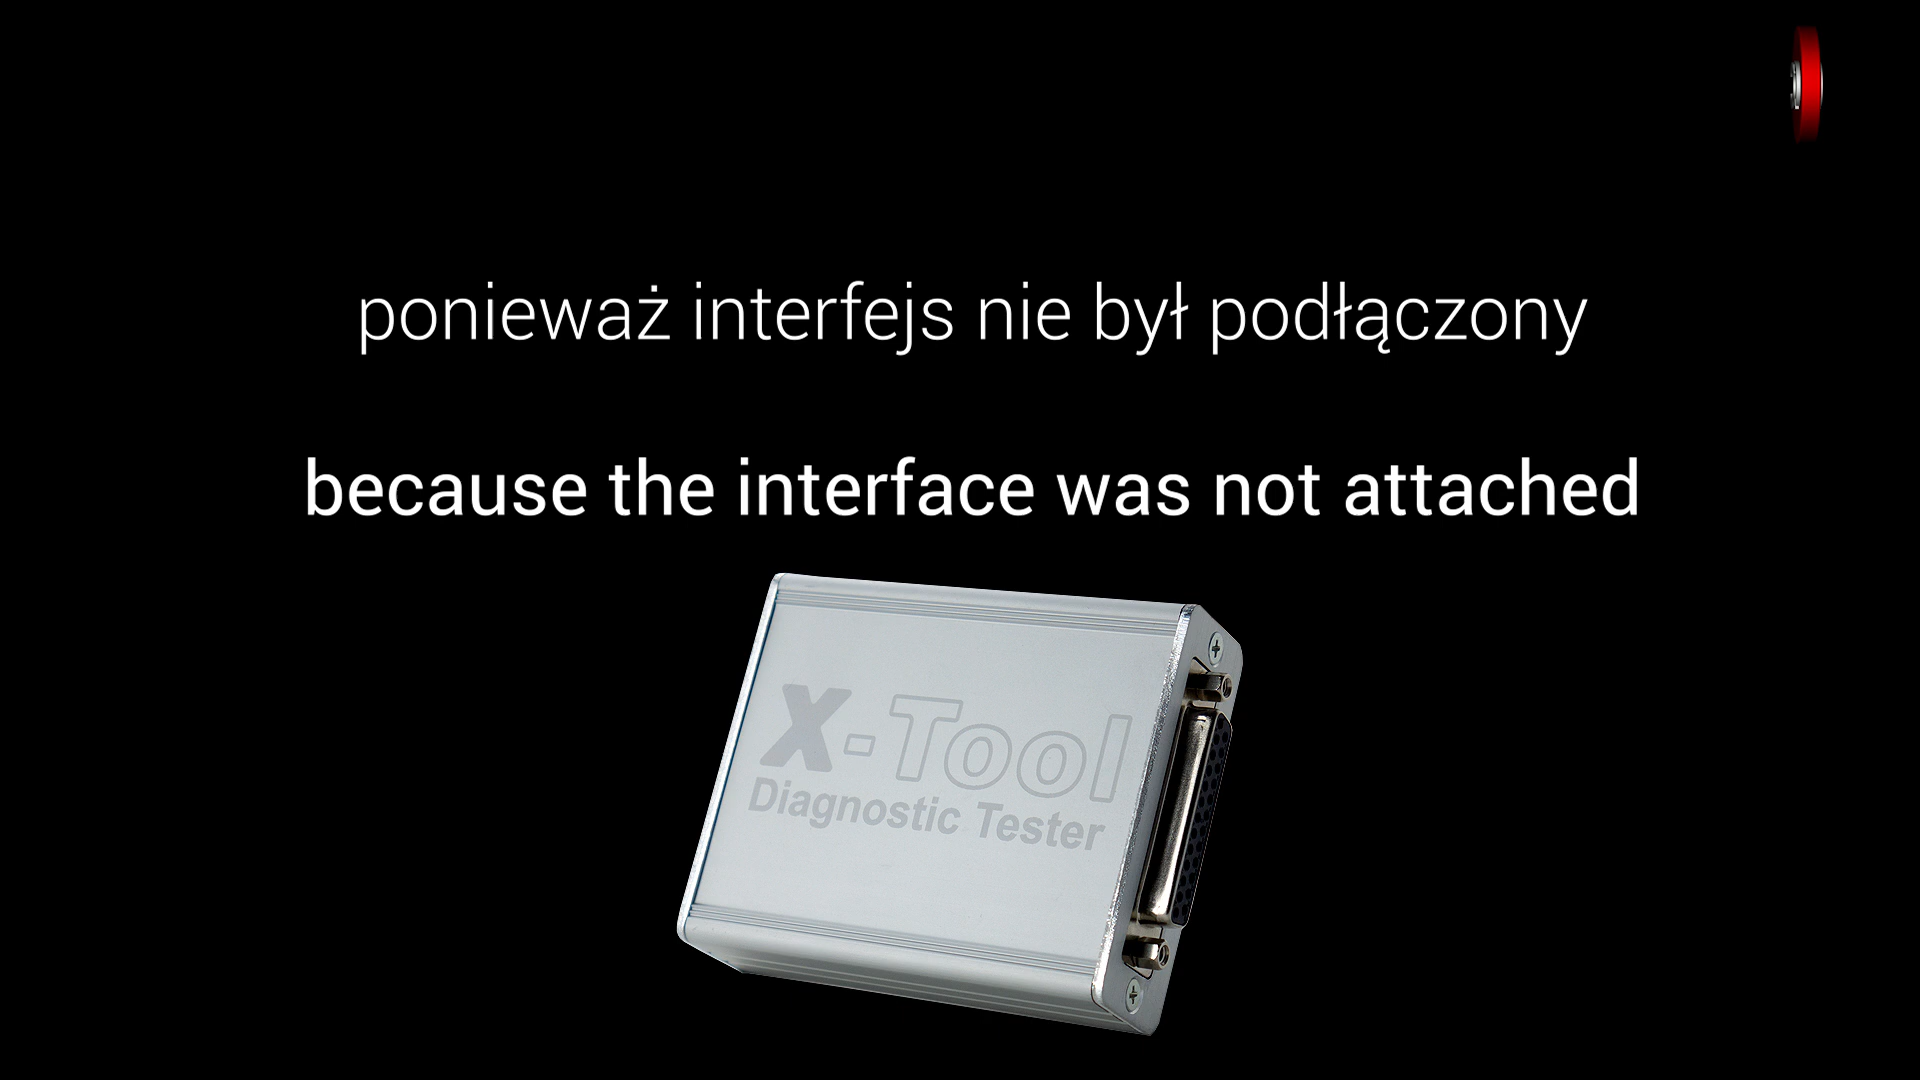 ponieważ interfejs nie był podłączony
because the interface was not attached
X-Tool
Diagnostic Tester